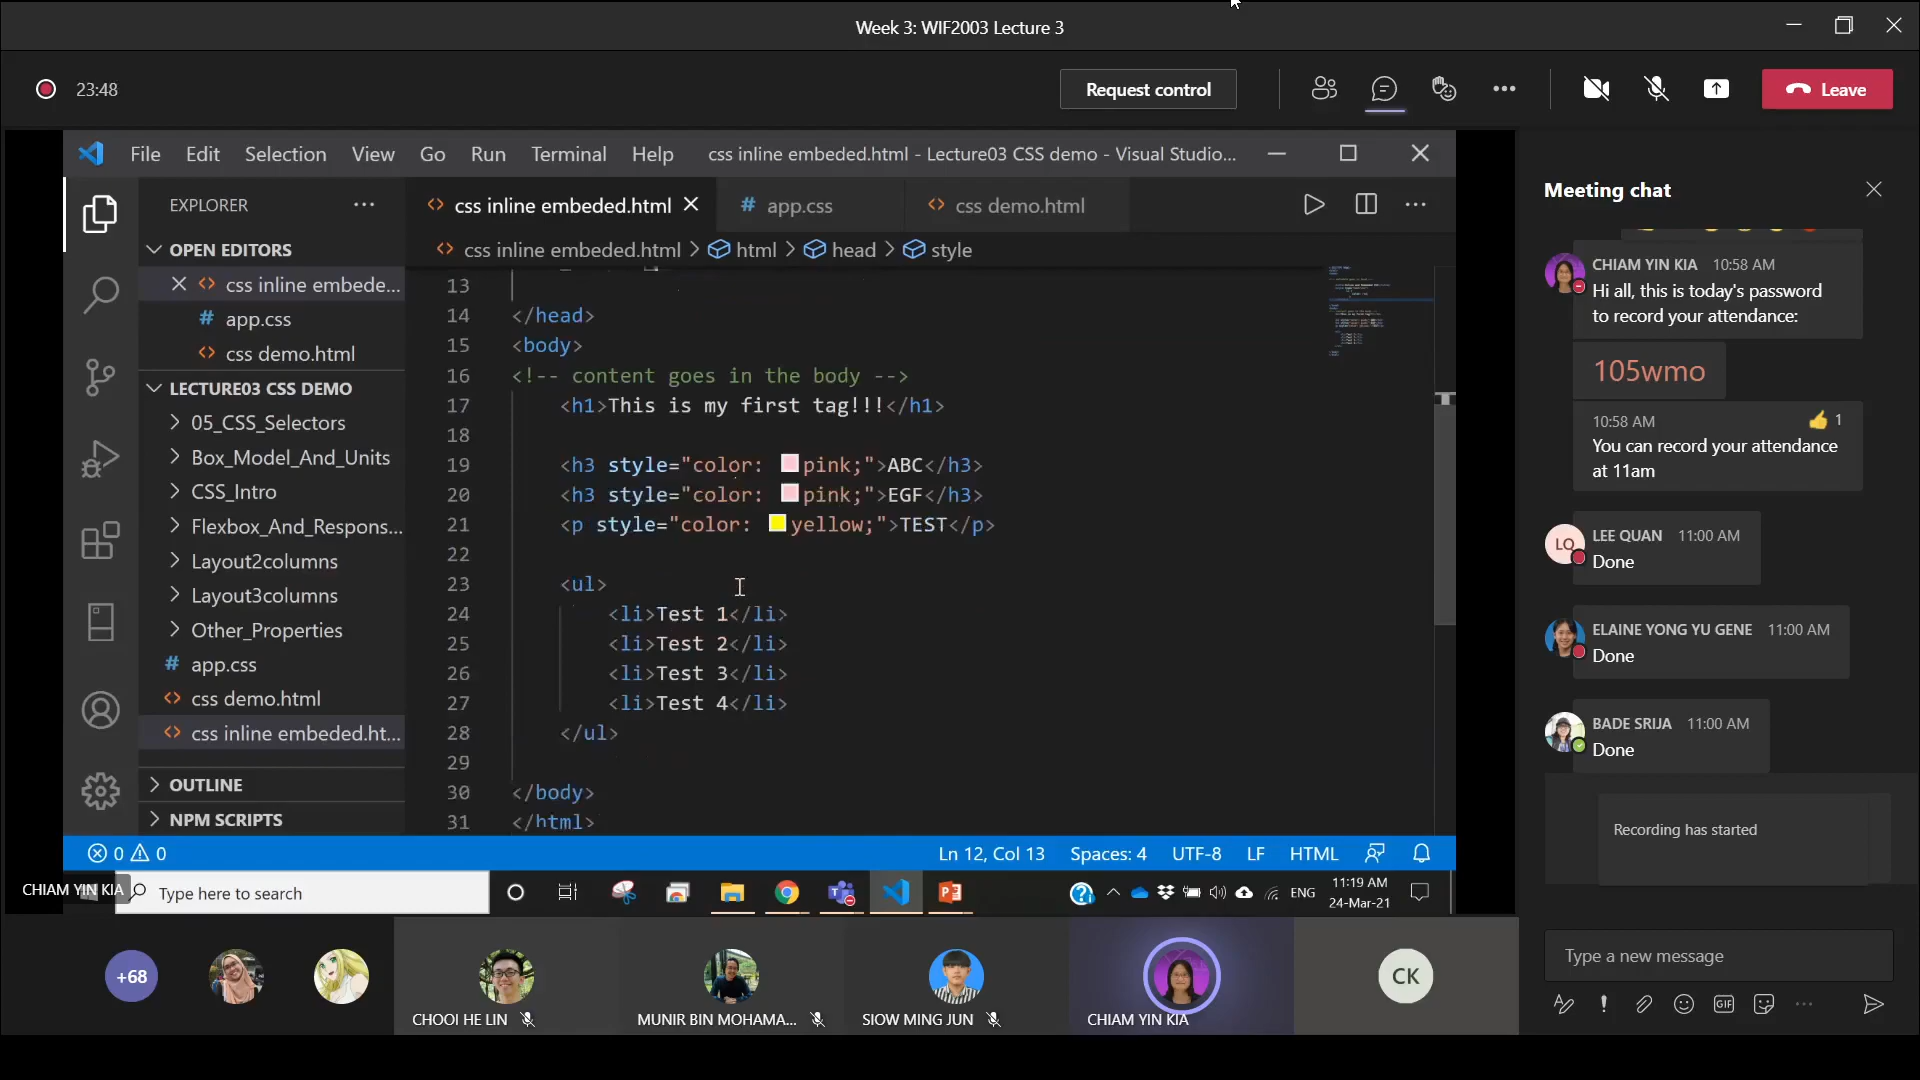 Week 3: WIF2003 Lecture 3
23:48
Request control
Leave
File Edit Selection View Go Run Terminal Help
css inline embeded.html - Lecture03 CSS demo - Visual Studio...
EXPLORER
OPEN EDITORS
css inline embede...
# app.css
css demo.html
LECTURE03 CSS DEMO
05_CSS_Selectors
Box_Model_And_Units
CSS_Intro
Flexbox_And_Respons...
Layout2columns
Layout3columns
Other_Properties
# app.css
css demo.html
css inline embeded.ht...
OUTLINE
NPM SCRIPTS
css inline embeded.html
# app.css
css demo.html
css inline embeded.html > html > head > style
13
14 </head>
15 <body>
16 <!-- content goes in the body -->
17 <h1>This is my first tag!!!</h1>
18
19 <h3 style="color: pink;">ABC</h3>
20 <h3 style="color: pink;">EGF</h3>
21 <p style="color: yellow;">TEST</p>
22
23 <ul>
24 <li>Test 1</li>
25 <li>Test 2</li>
26 <li>Test 3</li>
27 <li>Test 4</li>
28 </ul>
29
30 </body>
31 </html>
0 0
Ln 12, Col 13 Spaces: 4 UTF-8 LF HTML
CHIAM YIN KIA
Type here to search
ENG
11:19 AM
24-Mar-21
+68
CHOOI HE LIN
MUNIR BIN MOHAMA...
SIOW MING JUN
CHIAM YIN KIA
CK
Meeting chat
CHIAM YIN KIA 10:58 AM
Hi all, this is today's password
to record your attendance:
105wmo
10:58 AM 1
You can record your attendance
at 11am
LQ
LEE QUAN 11:00 AM
Done
ELAINE YONG YU GENE 11:00 AM
Done
BADE SRIJA 11:00 AM
Done
Recording has started
Type a new message
GIF